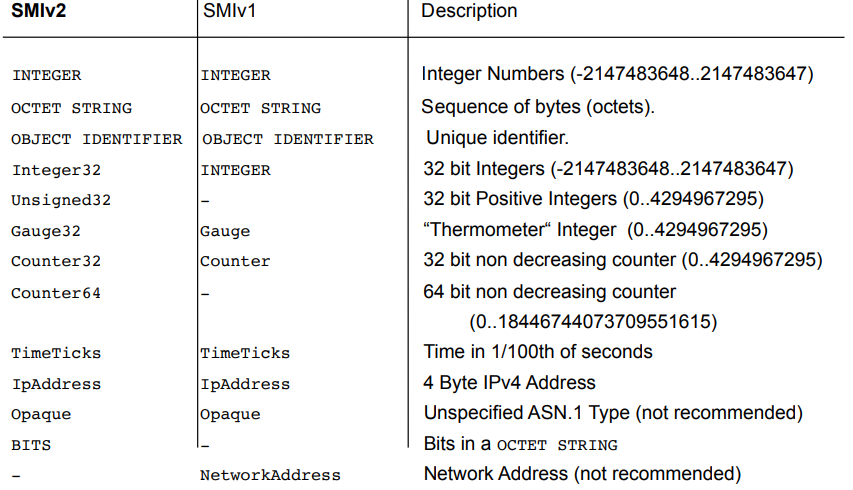 SMIv2 SMIv1 Description
INTEGER INTEGER Integer Numbers (-2147483648..2147483647)
OCTET STRING OCTET STRING Sequence of bytes (octets).
OBJECT IDENTIFIER OBJECT IDENTIFIER Unique identifier.
Integer32 INTEGER 32 bit Integers (-2147483648..2147483647)
Unsigned32 – 32 bit Positive Integers (0..4294967295)
Gauge32 Gauge “Thermometer“ Integer (0..4294967295)
Counter32 Counter 32 bit non decreasing counter (0..4294967295)
Counter64 – 64 bit non decreasing counter
(0..18446744073709551615)
TimeTicks TimeTicks Time in 1/100th of seconds
IpAddress IpAddress 4 Byte IPv4 Address
Opaque Opaque Unspecified ASN.1 Type (not recommended)
BITS – Bits in a OCTET STRING
– NetworkAddress Network Address (not recommended)